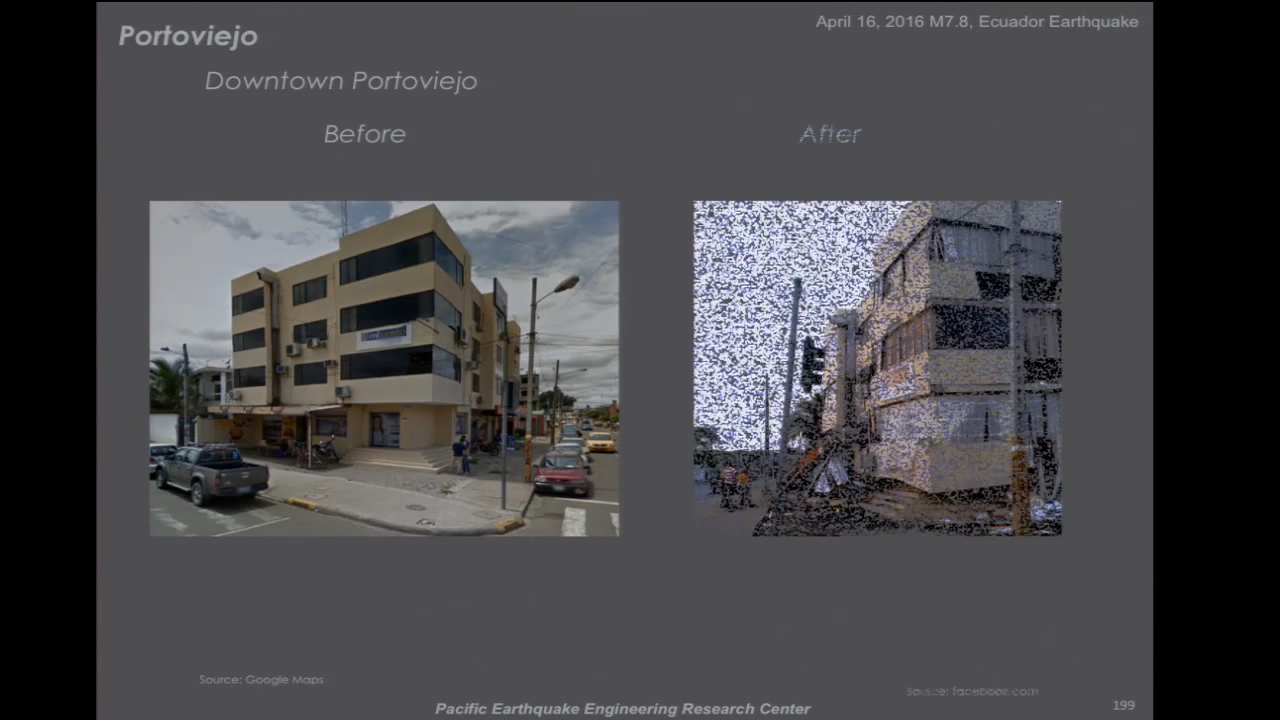 Portoviejo
April 16, 2016 M7.8, Ecuador Earthquake
Downtown Portoviejo
Before
After
Source: Google Maps
Source: facebook.com
Pacific Earthquake Engineering Research Center
199